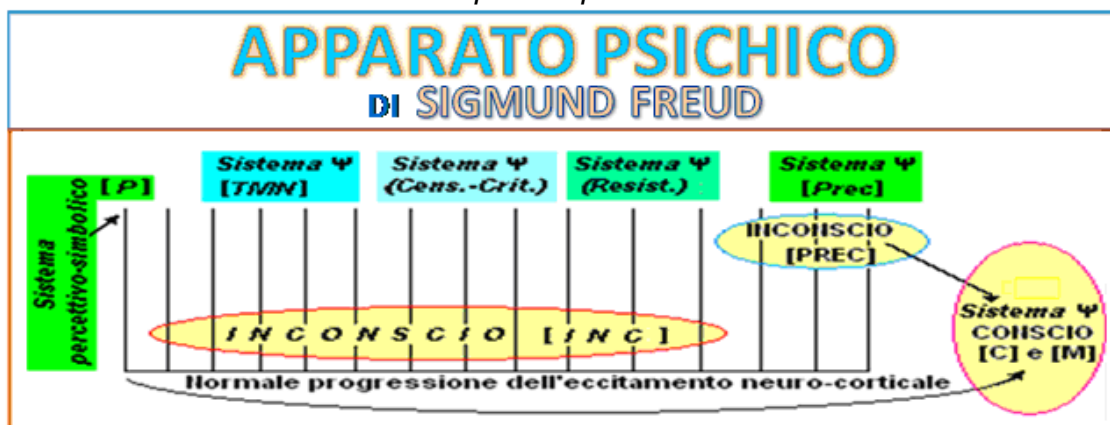 APPARATO PSICHICO
DI SIGMUND FREUD
Sistema
percettivo-simbolico
[P]
Sistema Ψ
[TMN]
Sistema Ψ
(Cens.-Crit.)
Sistema Ψ
(Resist.)
Sistema Ψ
[Prec]
INCONSCIO
[PREC]
INCONSCIO [INC]
Sistema Ψ
CONSCIO
[C] e [M]
Normale progressione dell'eccitamento neuro-corticale